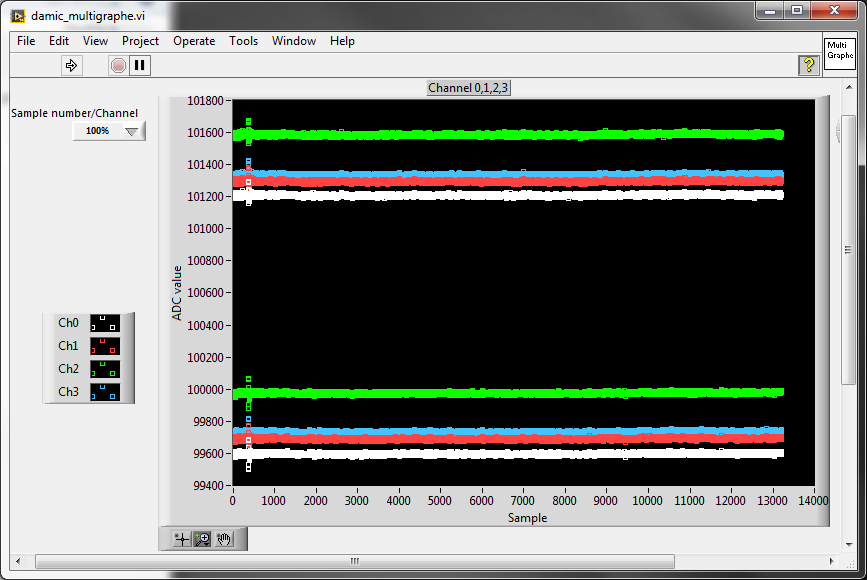 damic_multigraphe.vi
File Edit View Project Operate Tools Window Help
Multi
Graphe
?
Channel 0,1,2,3
Sample number/Channel
100%
101800
101600
101400
101200
101000
100800
100600
100400
100200
100000
99800
99600
99400
ADC value
Ch0
Ch1
Ch2
Ch3
0 1000 2000 3000 4000 5000 6000 7000 8000 9000 10000 11000 12000 13000 14000
Sample